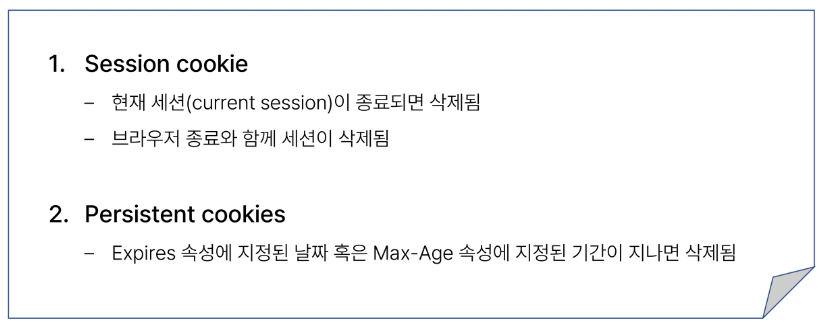 1. Session cookie
– 현재 세션(current session)이 종료되면 삭제됨
– 브라우저 종료와 함께 세션이 삭제됨
2. Persistent cookies
– Expires 속성에 지정된 날짜 혹은 Max-Age 속성에 지정된 기간이 지나면 삭제됨